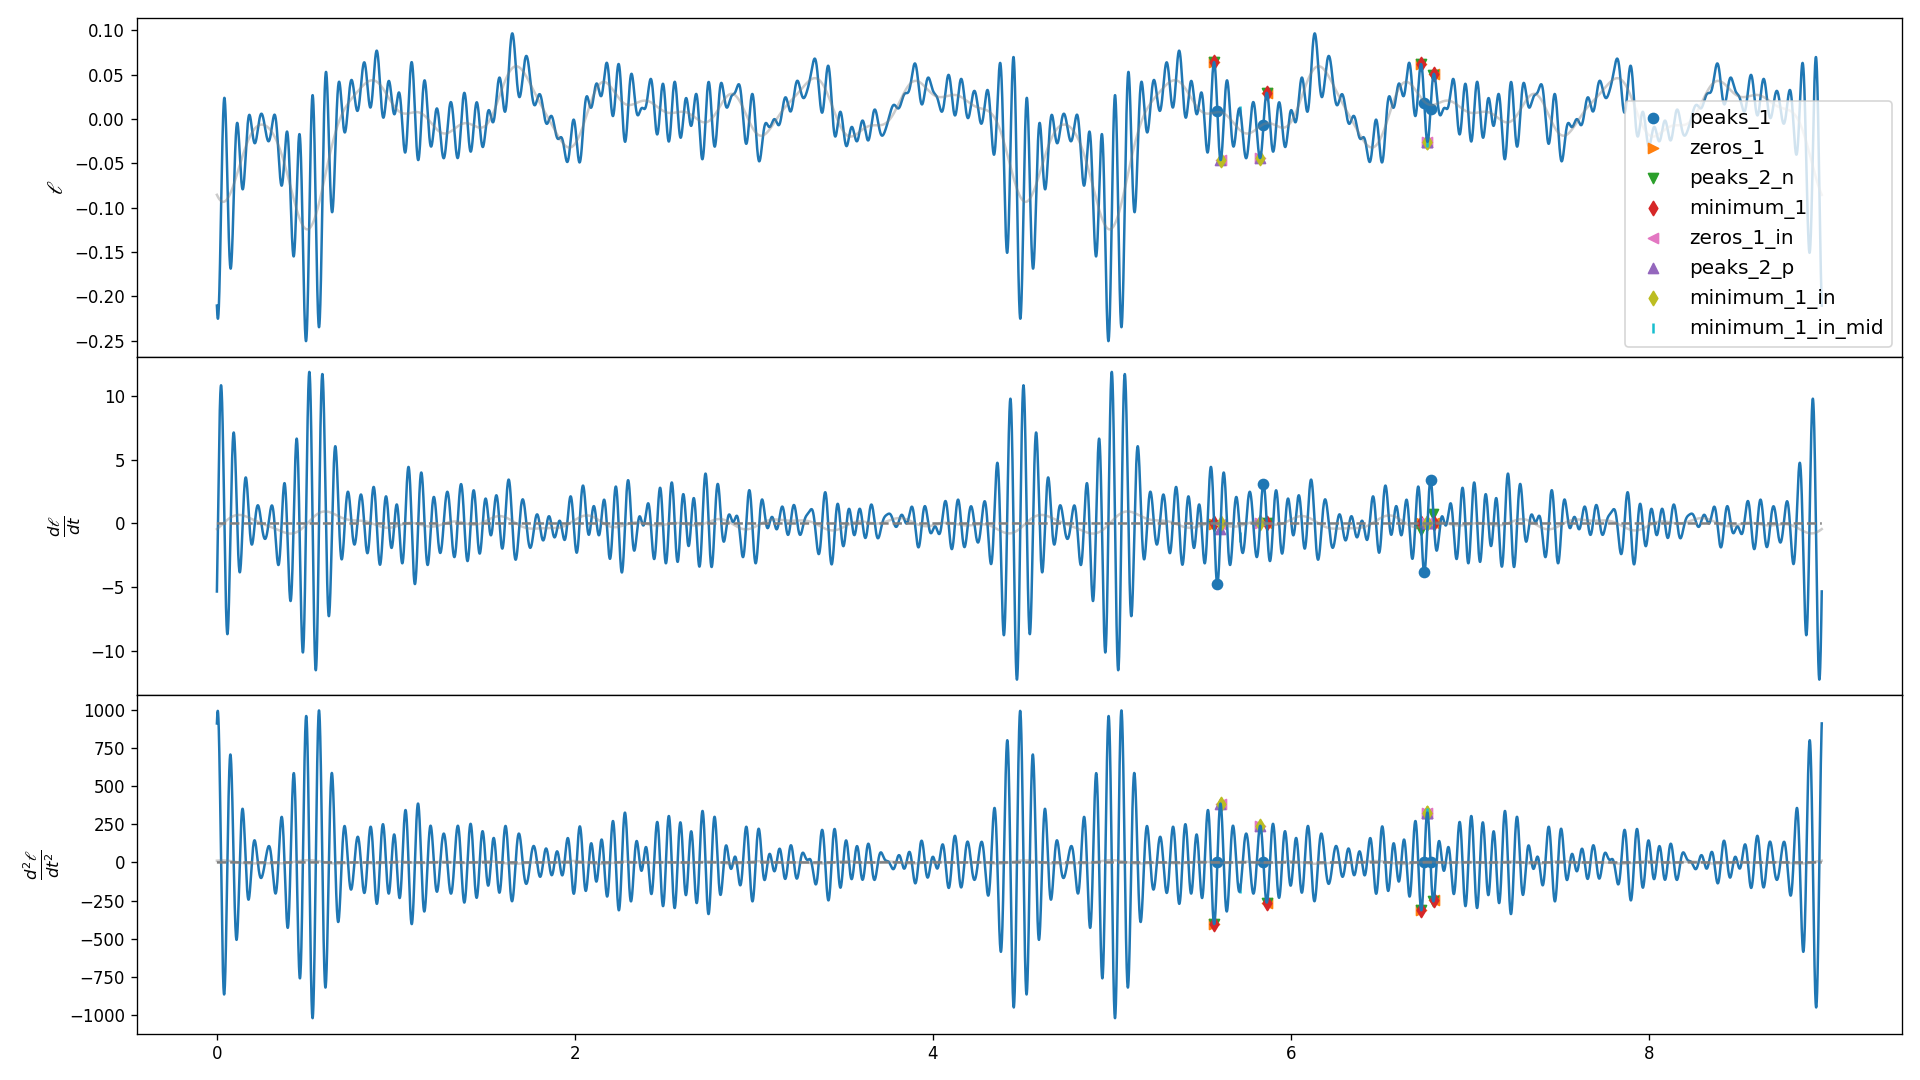 0.10
0.05
0.00
−0.05
−0.10
−0.15
−0.20
−0.25
ℓ
peaks_1
zeros_1
peaks_2_n
minimum_1
zeros_1_in
peaks_2_p
minimum_1_in
minimum_1_in_mid
10
5
0
−5
−10
dℓ
dt
1000
750
500
250
0
−250
−500
−750
−1000
d²ℓ
dt²
0 2 4 6 8